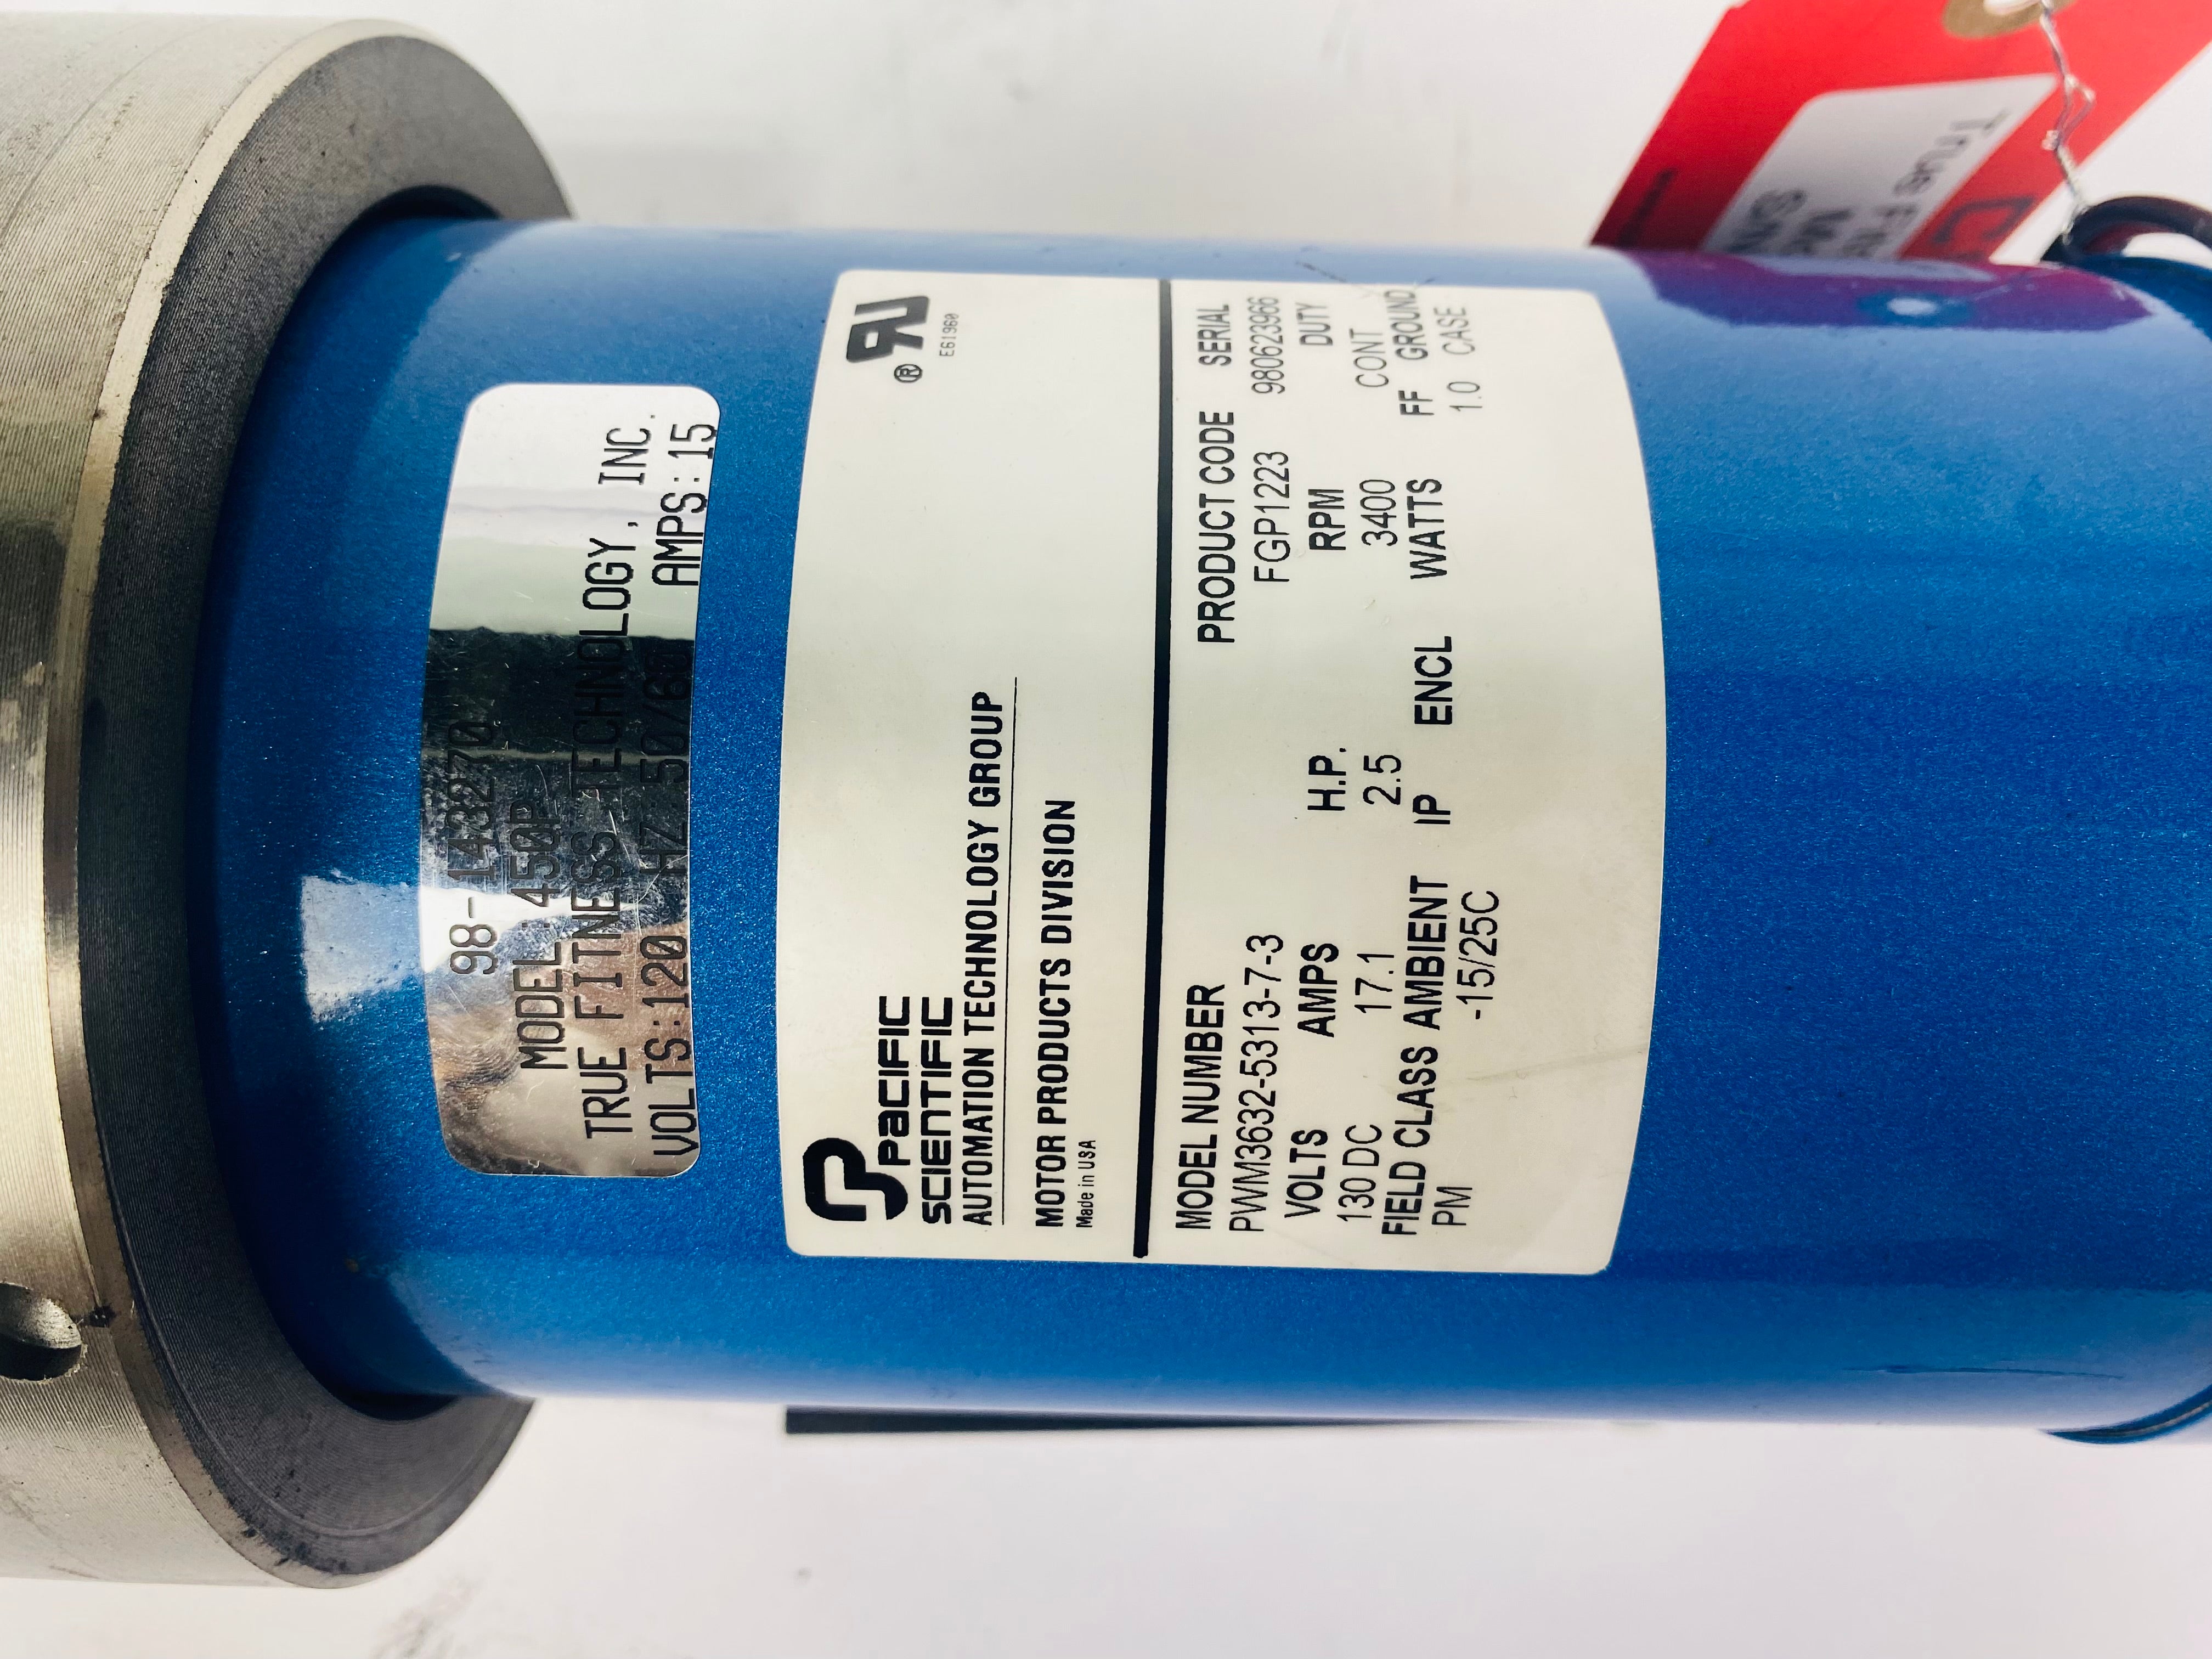 98-143270
MODEL:450P
TRUE FITNESS TECHNOLOGY, INC.
VOLTS:120 HZ 50/60 AMPS:15
PACIFIC
SCIENTIFIC
AUTOMATION TECHNOLOGY GROUP
MOTOR PRODUCTS DIVISION
Made in USA
®
E61960
MODEL NUMBER PRODUCT CODE SERIAL
PWM3632-5313-7-3 FGP1223 980623966
VOLTS AMPS H.P. RPM DUTY
130 DC 17.1 2.5 3400 CONT
FIELD CLASS AMBIENT IP ENCL WATTS FF GROUND
PM -15/25C 1.0 CASE
True